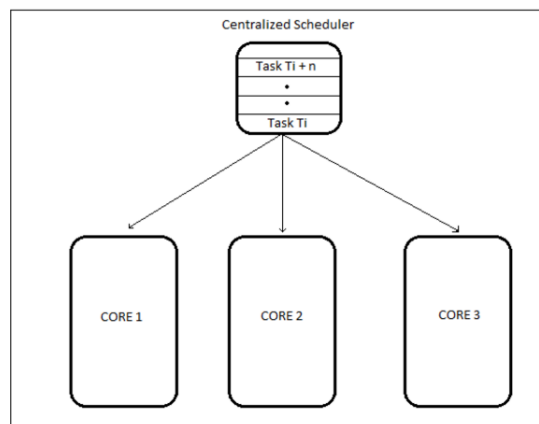 Centralized Scheduler
Task Ti + n
•
•
Task Ti
CORE 1
CORE 2
CORE 3